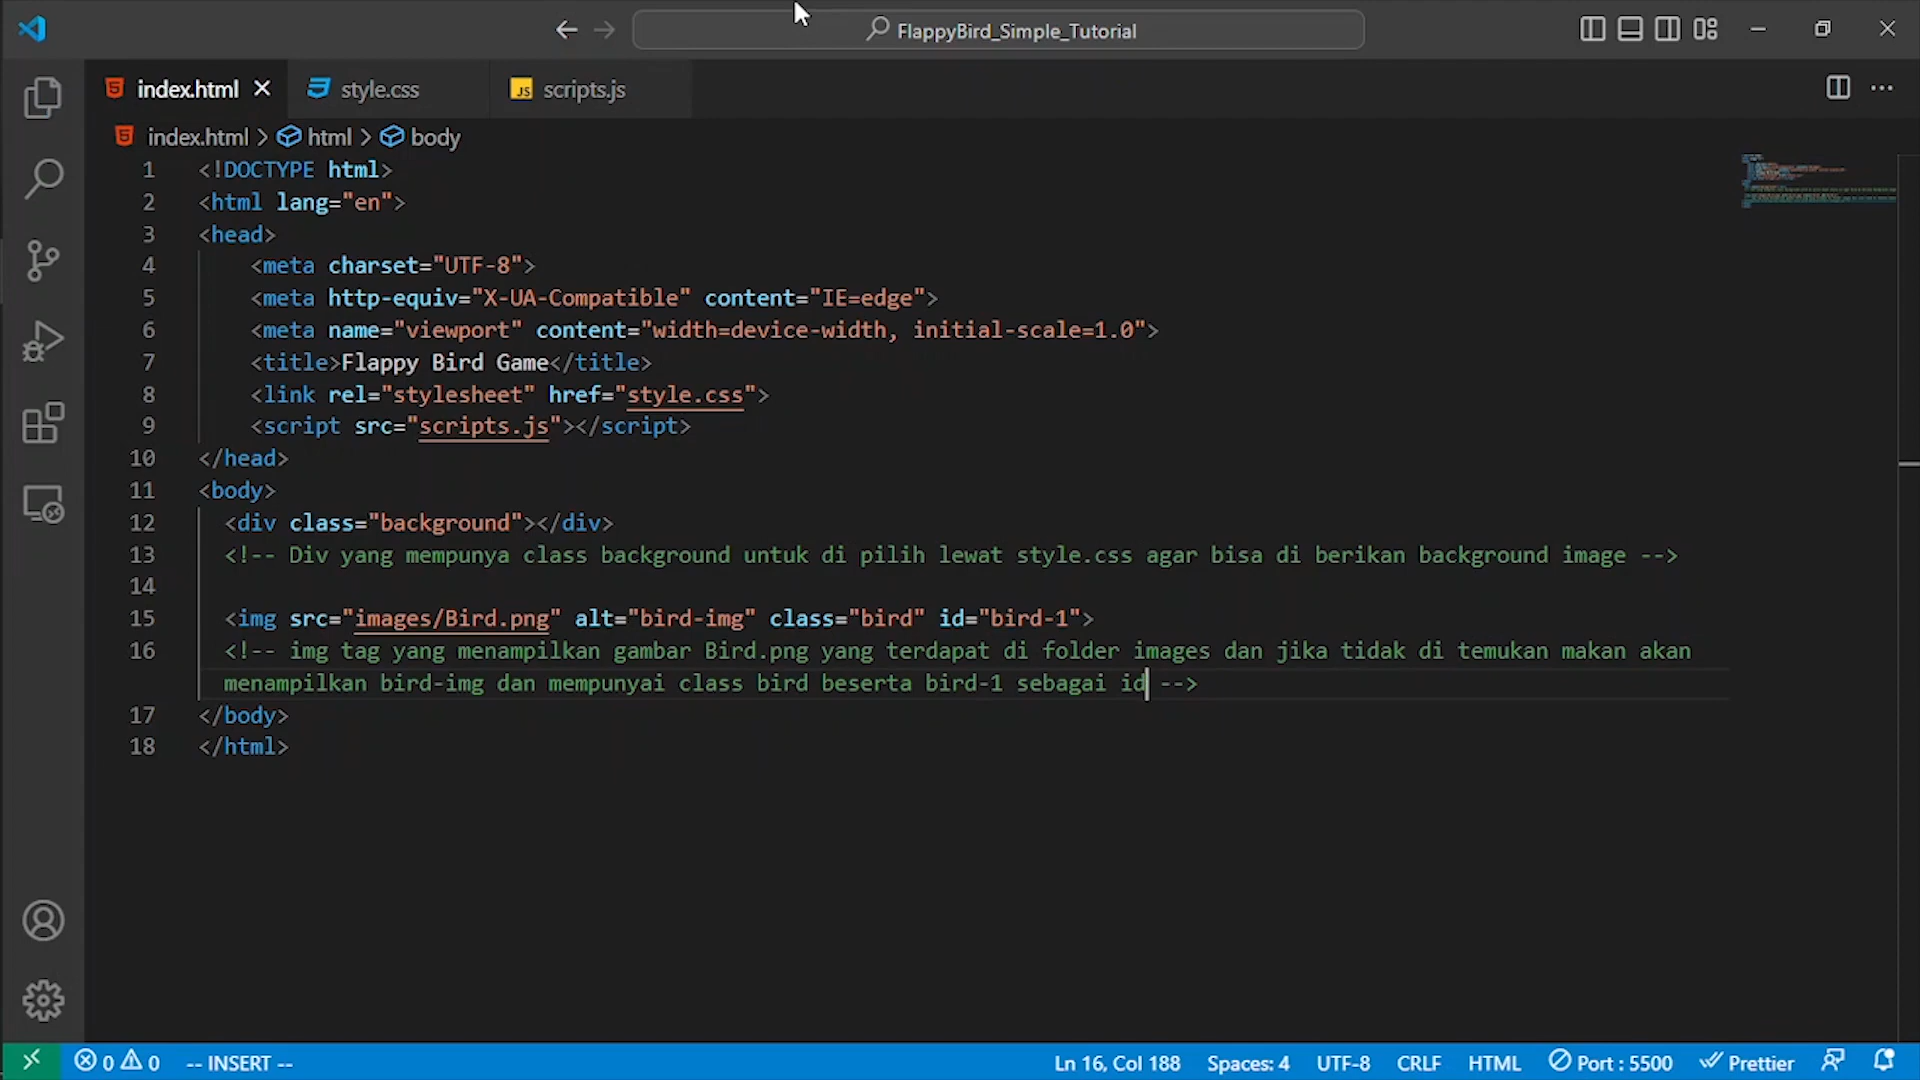 FlappyBird_Simple_Tutorial
index.html style.css JS scripts.js
index.html > html > body
1 <!DOCTYPE html>
2 <html lang="en">
3 <head>
4 <meta charset="UTF-8">
5 <meta http-equiv="X-UA-Compatible" content="IE=edge">
6 <meta name="viewport" content="width=device-width, initial-scale=1.0">
7 <title>Flappy Bird Game</title>
8 <link rel="stylesheet" href="style.css">
9 <script src="scripts.js"></script>
10 </head>
11 <body>
12 <div class="background"></div>
13 <!-- Div yang mempunya class background untuk di pilih lewat style.css agar bisa di berikan background image -->
14
15 <img src="images/Bird.png" alt="bird-img" class="bird" id="bird-1">
16 <!-- img tag yang menampilkan gambar Bird.png yang terdapat di folder images dan jika tidak di temukan makan akan
menampilkan bird-img dan mempunyai class bird beserta bird-1 sebagai id -->
17 </body>
18 </html>
0 0 -- INSERT -- Ln 16, Col 188 Spaces: 4 UTF-8 CRLF HTML Port : 5500 Prettier